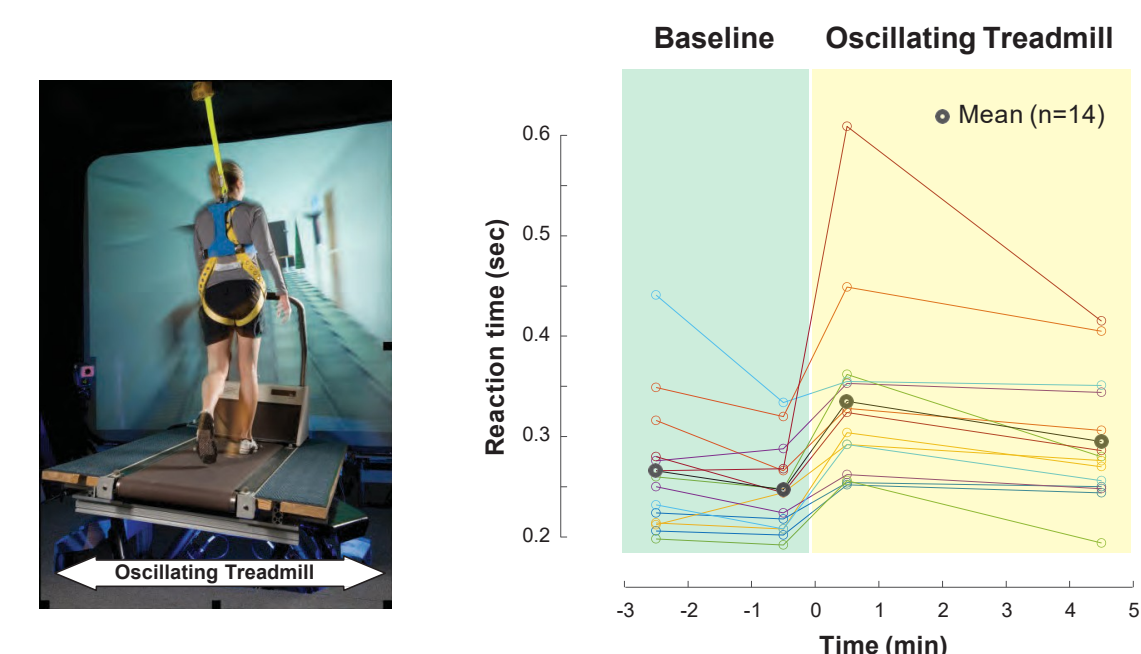 Baseline
Oscillating Treadmill
Mean (n=14)
0.6
0.5
0.4
0.3
0.2
Reaction time (sec)
-3 -2 -1 0 1 2 3 4 5
Time (min)
Oscillating Treadmill